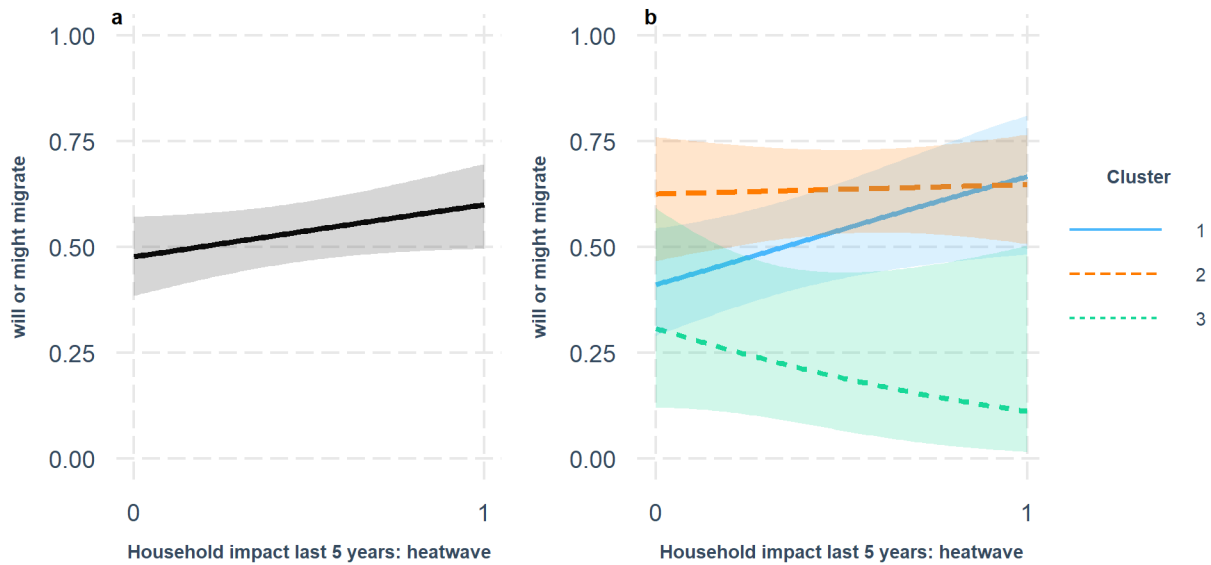 a
1.00
0.75
0.50
0.25
0.00
will or might migrate
0
1
Household impact last 5 years: heatwave
b
1.00
0.75
0.50
0.25
0.00
will or might migrate
0
1
Household impact last 5 years: heatwave
Cluster
1
2
3